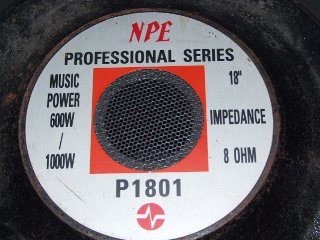 NPE
PROFESSIONAL SERIES
MUSIC
POWER
600W
/
1000W
18"
IMPEDANCE
8 OHM
P1801